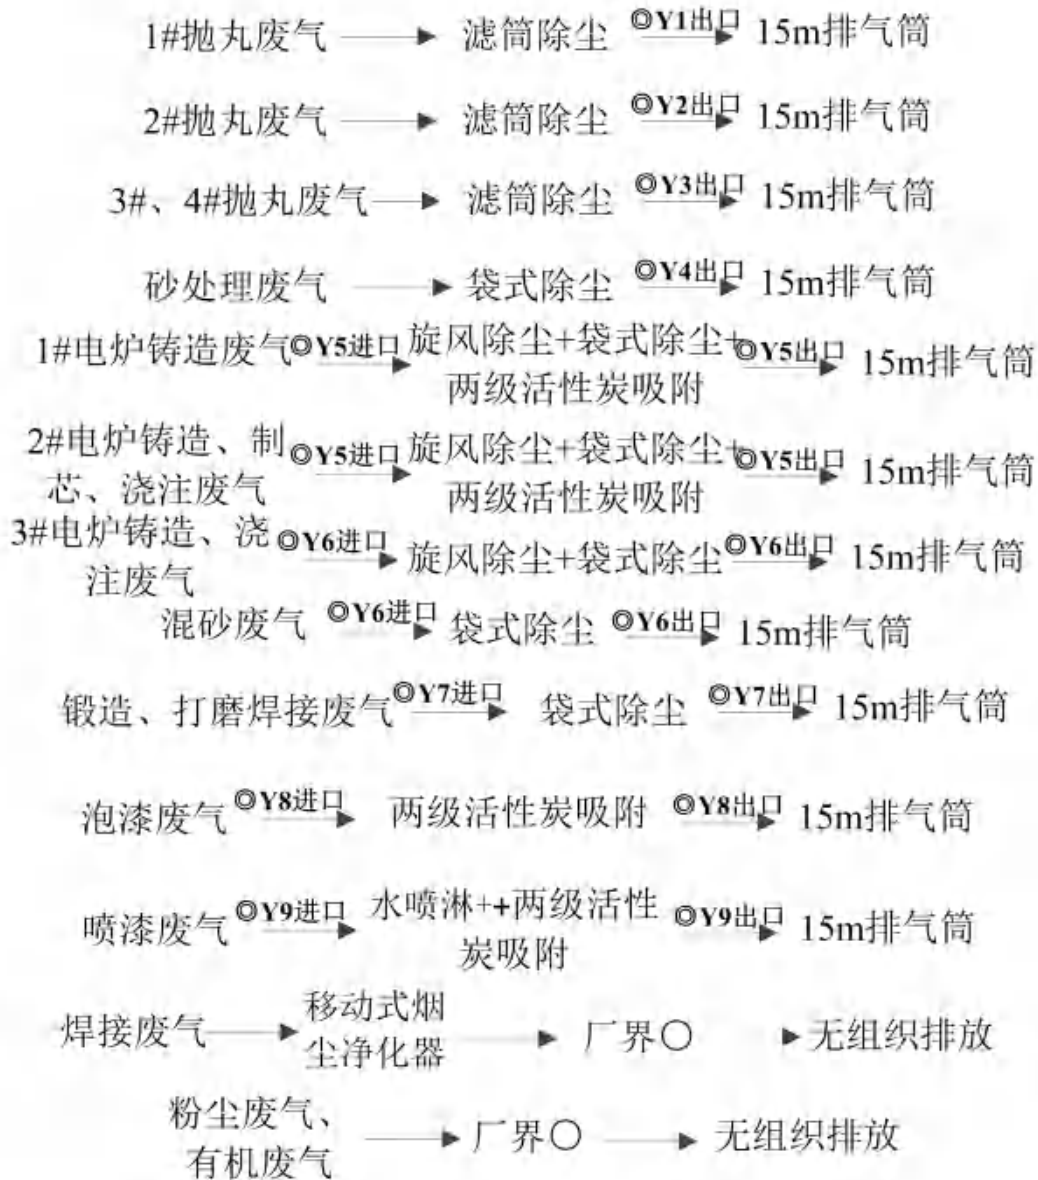 1#抛丸废气 滤筒除尘 ◎Y1出口 15m排气筒
2#抛丸废气 滤筒除尘 ◎Y2出口 15m排气筒
3#、4#抛丸废气 滤筒除尘 ◎Y3出口 15m排气筒
砂处理废气 袋式除尘 ◎Y4出口 15m排气筒
1#电炉铸造废气 ◎Y5进口 旋风除尘+袋式除尘+ ◎Y5出口 15m排气筒
两级活性炭吸附
2#电炉铸造、制 ◎Y5进口 旋风除尘+袋式除尘+ ◎Y5出口 15m排气筒
芯、浇注废气 两级活性炭吸附
3#电炉铸造、浇 ◎Y6进口 旋风除尘+袋式除尘 ◎Y6出口 15m排气筒
注废气
混砂废气 ◎Y6进口 袋式除尘 ◎Y6出口 15m排气筒
锻造、打磨焊接废气 ◎Y7进口 袋式除尘 ◎Y7出口 15m排气筒
泡漆废气 ◎Y8进口 两级活性炭吸附 ◎Y8出口 15m排气筒
喷漆废气 ◎Y9进口 水喷淋++两级活性 ◎Y9出口 15m排气筒
炭吸附
焊接废气 移动式烟 厂界〇 无组织排放
尘净化器
粉尘废气、 厂界〇 无组织排放
有机废气